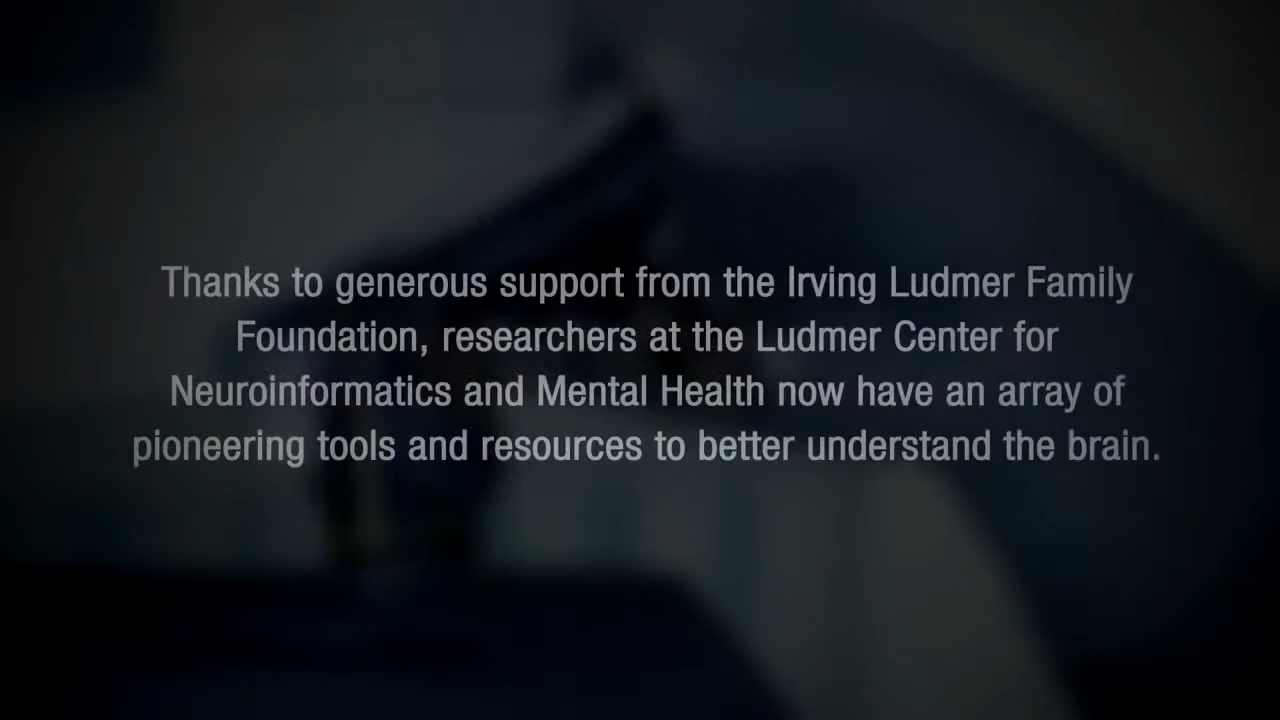 Thanks to generous support from the Irving Ludmer Family
Foundation, researchers at the Ludmer Center for
Neuroinformatics and Mental Health now have an array of
pioneering tools and resources to better understand the brain.